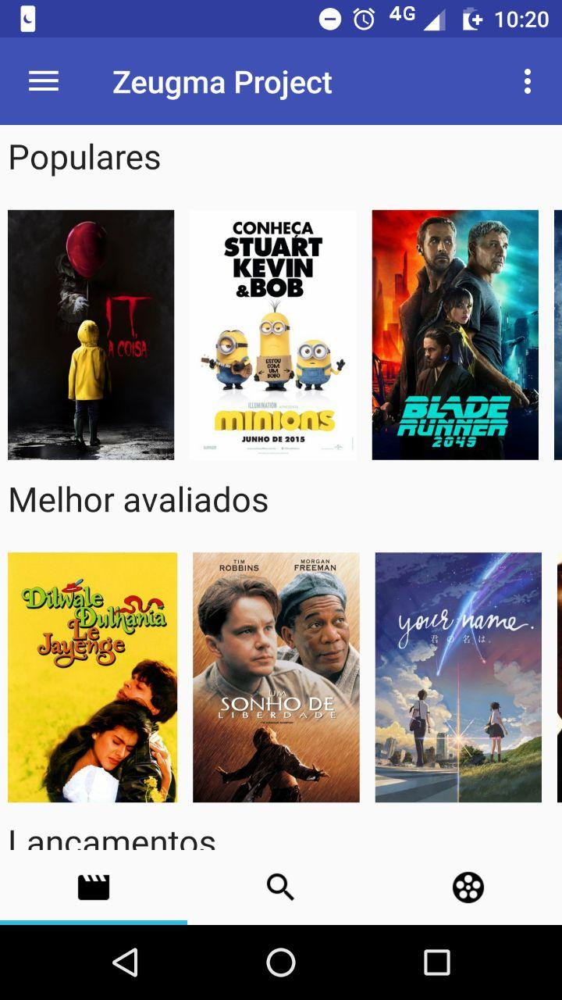 4G
10:20
Zeugma Project
Populares
IT
A COISA
CONHEÇA
STUART
KEVIN
&BOB
ESTOU
COM
UM
BOBO
ILLUMINATION APRESENTA
minions
JUNHO DE 2015
BLADE
RUNNER
2049
Melhor avaliados
Dilwale
Dulhania
Le
Jayenge
TIM
ROBBINS
MORGAN
FREEMAN
UM
SONHO DE
LIBERDADE
your name.
君の名は。
Lançamentos